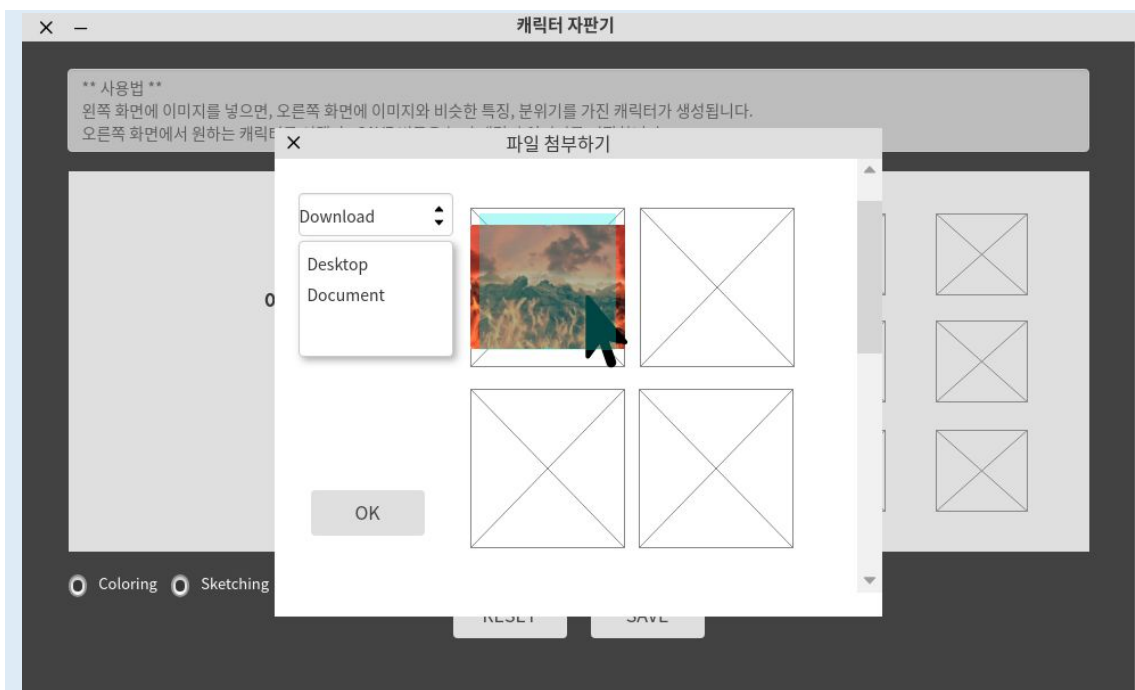 캐릭터 자판기
** 사용법 **
왼쪽 화면에 이미지를 넣으면, 오른쪽 화면에 이미지와 비슷한 특징, 분위기를 가진 캐릭터가 생성됩니다.
오른쪽 화면에서 원하는
파일 첨부하기
Download
Desktop
Document
OK
Coloring Sketching
RESET SAVE